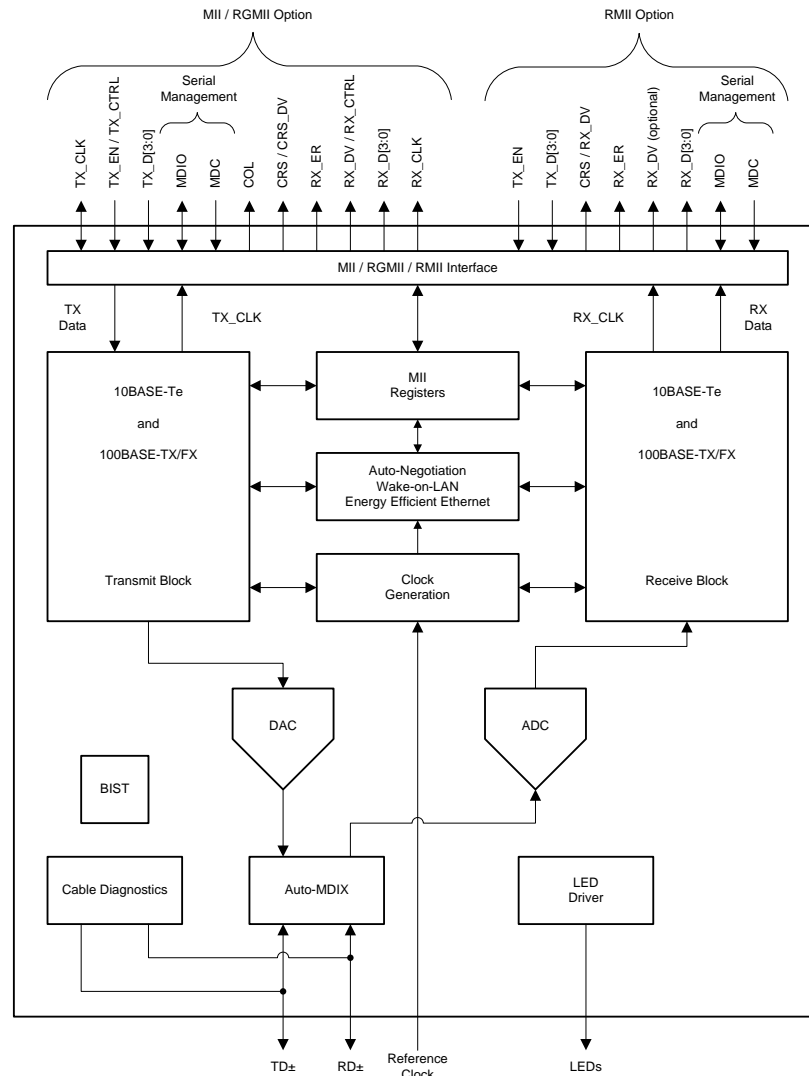 MII / RGMII Option
RMII Option
Serial
Management
Serial
Management
TX_CLK
TX_EN / TX_CTRL
TX_D[3:0]
MDIO
MDC
COL
CRS / CRS_DV
RX_ER
RX_DV / RX_CTRL
RX_D[3:0]
RX_CLK
TX_EN
TX_D[3:0]
CRS / RX_DV
RX_ER
RX_DV (optional)
RX_D[3:0]
MDIO
MDC
MII / RGMII / RMII Interface
TX
Data
TX_CLK
RX_CLK
RX
Data
10BASE-Te
and
100BASE-TX/FX
Transmit Block
MII
Registers
Auto-Negotiation
Wake-on-LAN
Energy Efficient Ethernet
Clock
Generation
10BASE-Te
and
100BASE-TX/FX
Receive Block
DAC
ADC
BIST
Cable Diagnostics
Auto-MDIX
LED
Driver
TD±
RD±
Reference
Clock
LEDs